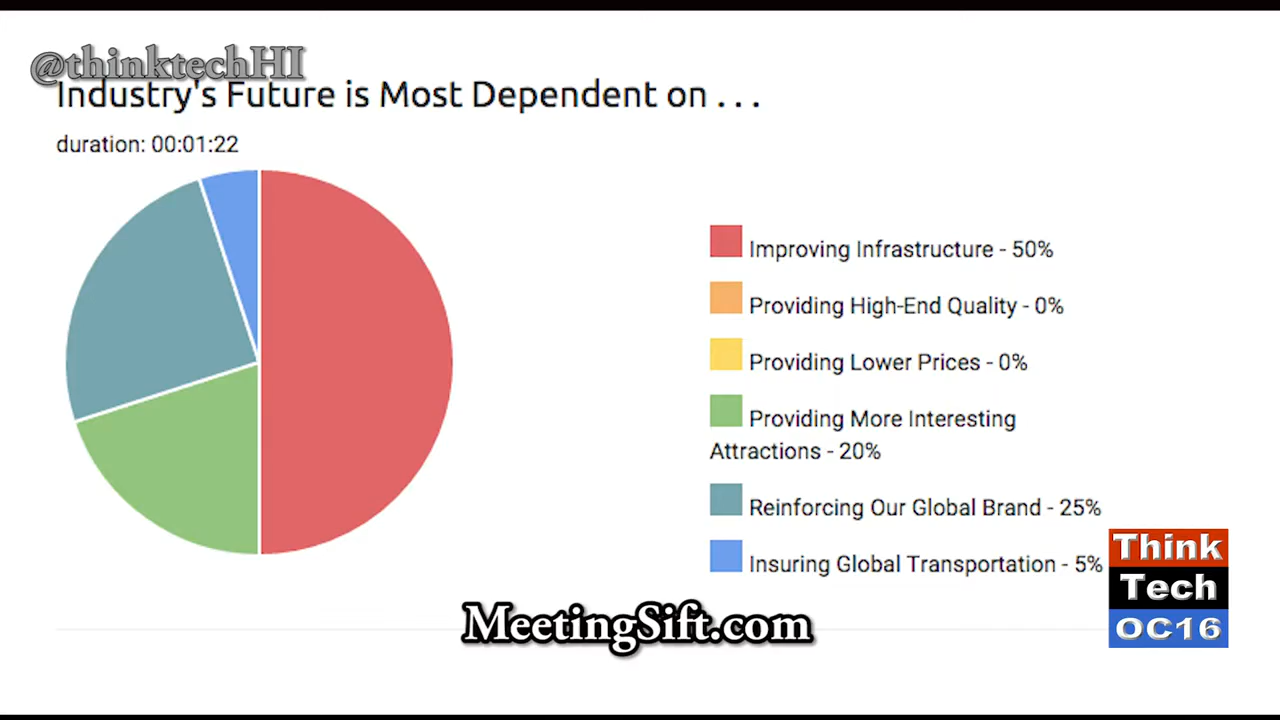 @thinktechHI
Industry's Future is Most Dependent on . . .
duration: 00:01:22
Improving Infrastructure - 50%
Providing High-End Quality - 0%
Providing Lower Prices - 0%
Providing More Interesting
Attractions - 20%
Reinforcing Our Global Brand - 25%
Insuring Global Transportation - 5%
Think
Tech
OC16
MeetingSift.com